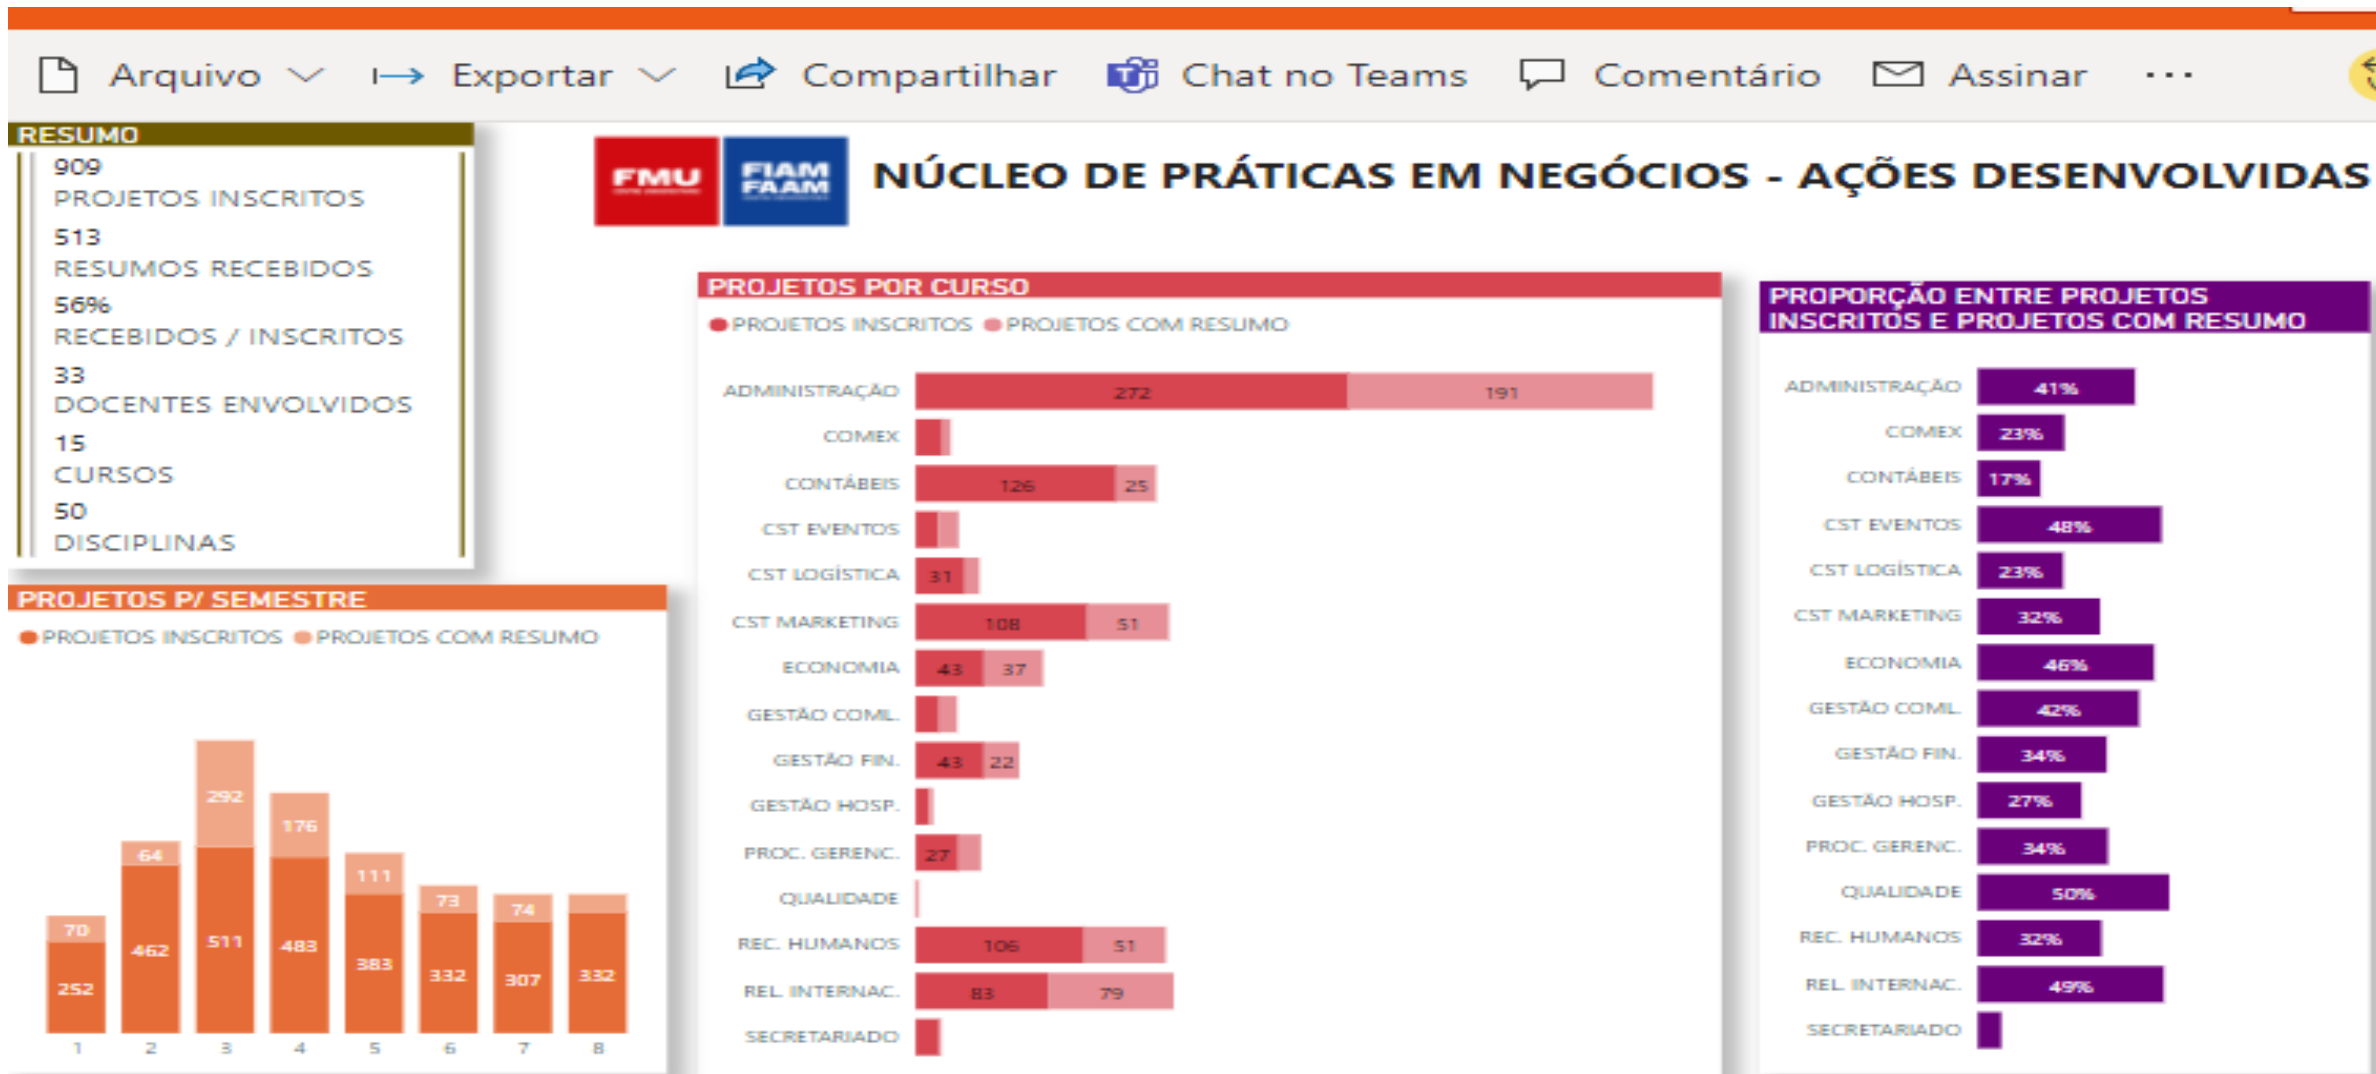 Arquivo Exportar Compartilhar Chat no Teams Comentário Assinar ...
RESUMO
909
PROJETOS INSCRITOS
513
RESUMOS RECEBIDOS
56%
RECEBIDOS / INSCRITOS
33
DOCENTES ENVOLVIDOS
15
CURSOS
50
DISCIPLINAS
FMU
FIAM
FAAM
NÚCLEO DE PRÁTICAS EM NEGÓCIOS - AÇÕES DESENVOLVIDAS
PROJETOS P/ SEMESTRE
PROJETOS INSCRITOS PROJETOS COM RESUMO
292
176
64
111
73
74
70
511
483
462
383
332
307
332
252
1 2 3 4 5 6 7 8
PROJETOS POR CURSO
PROJETOS INSCRITOS PROJETOS COM RESUMO
ADMINISTRAÇÃO 272 191
COMEX
CONTÁBEIS 126 25
CST EVENTOS
CST LOGÍSTICA 31
CST MARKETING 108 51
ECONOMIA 43 37
GESTÃO COML.
GESTÃO FIN. 43 22
GESTÃO HOSP.
PROC. GERENC. 27
QUALIDADE
REC. HUMANOS 106 51
REL. INTERNAC. 83 79
SECRETARIADO
PROPORÇÃO ENTRE PROJETOS
INSCRITOS E PROJETOS COM RESUMO
ADMINISTRAÇÃO 41%
COMEX 23%
CONTÁBEIS 17%
CST EVENTOS 48%
CST LOGÍSTICA 23%
CST MARKETING 32%
ECONOMIA 46%
GESTÃO COML. 42%
GESTÃO FIN. 34%
GESTÃO HOSP. 27%
PROC. GERENC. 34%
QUALIDADE 50%
REC. HUMANOS 32%
REL. INTERNAC. 49%
SECRETARIADO